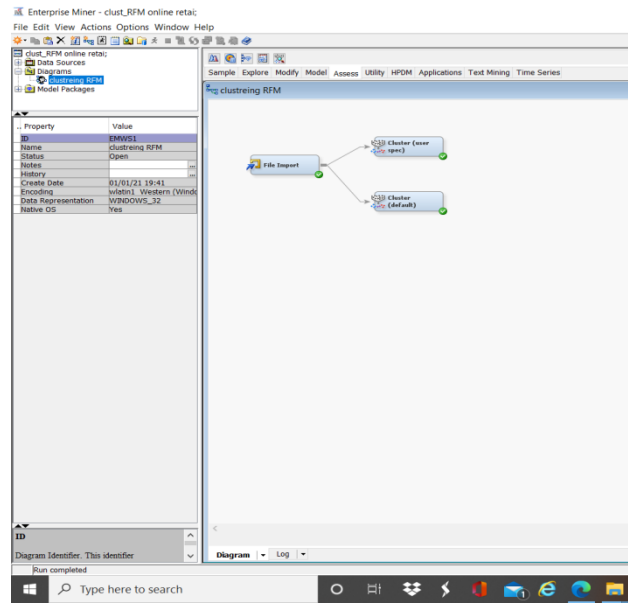 Enterprise Miner - clust_RFM online retai;
File Edit View Actions Options Window Help
clust_RFM online retai;
Data Sources
Diagrams
clustreing RFM
Model Packages
Sample Explore Modify Model Assess Utility HPDM Applications Text Mining Time Series
clustreing RFM
.. Property Value
ID EMWS1
Name clustreing RFM
Status Open
Notes ...
History ...
Create Date 01/01/21 19:41
Encoding wlatin1 Western (Windo
Data Representation WINDOWS_32
Native OS Yes
File Import
Cluster (user
spec)
Cluster
(default)
ID
Diagram Identifier. This identifier
Diagram Log
Run completed
Type here to search